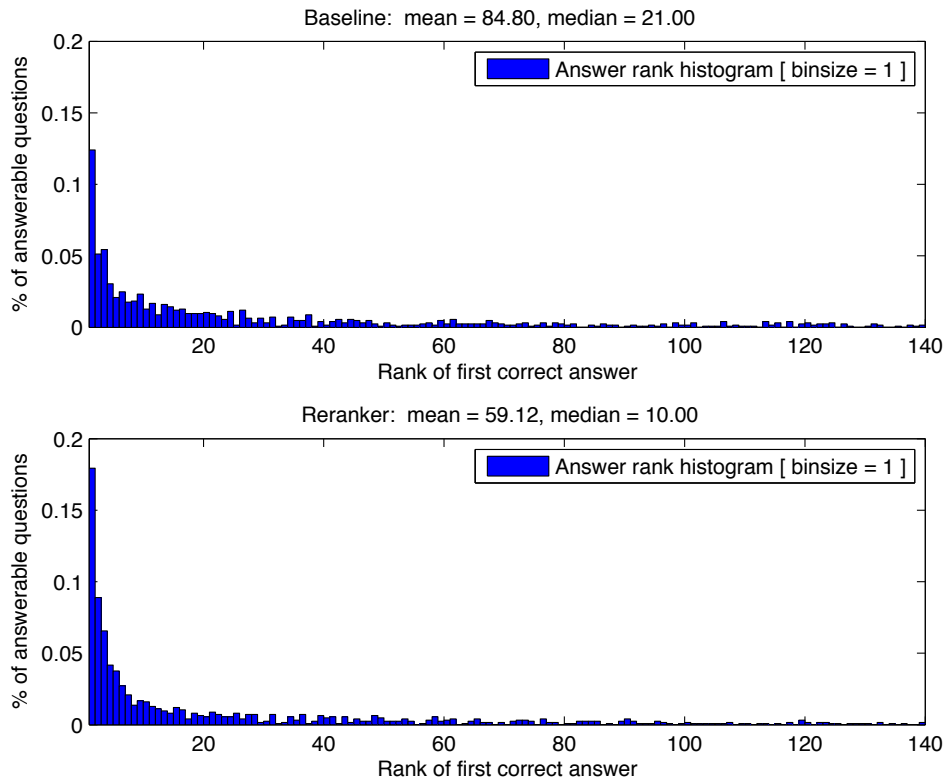 Baseline:  mean = 84.80, median = 21.00
0.2
Answer rank histogram [ binsize = 1 ]
0.15
0.1
0.05
0
% of answerable questions
20 40 60 80 100 120 140
Rank of first correct answer
Reranker:  mean = 59.12, median = 10.00
0.2
Answer rank histogram [ binsize = 1 ]
0.15
0.1
0.05
0
% of answerable questions
20 40 60 80 100 120 140
Rank of first correct answer